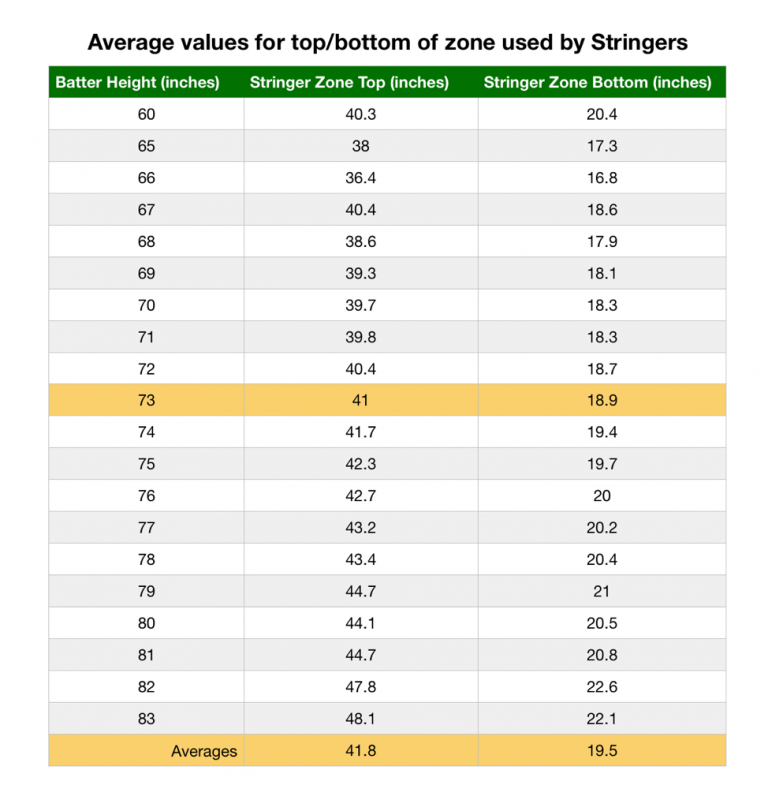 Average values for top/bottom of zone used by Stringers
Batter Height (inches) Stringer Zone Top (inches) Stringer Zone Bottom (inches)
60 40.3 20.4
65 38 17.3
66 36.4 16.8
67 40.4 18.6
68 38.6 17.9
69 39.3 18.1
70 39.7 18.3
71 39.8 18.3
72 40.4 18.7
73 41 18.9
74 41.7 19.4
75 42.3 19.7
76 42.7 20
77 43.2 20.2
78 43.4 20.4
79 44.7 21
80 44.1 20.5
81 44.7 20.8
82 47.8 22.6
83 48.1 22.1
Averages 41.8 19.5